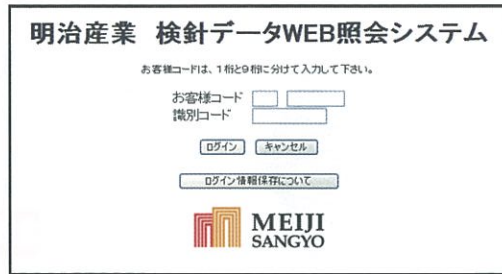 明治産業 検針データWEB照会システム
お客様コードは、1桁と9桁に分けて入力して下さい。
お客様コード
識別コード
ログイン キャンセル
ログイン情報保存について
MEIJI
SANGYO